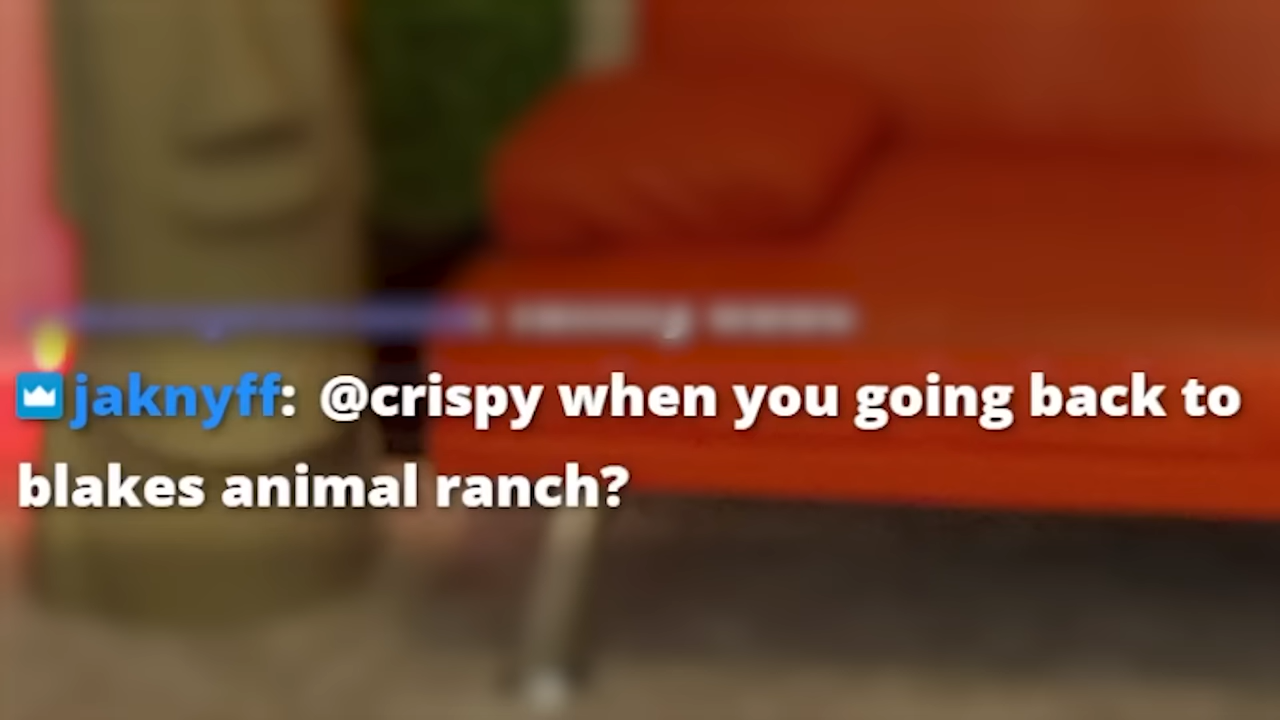 jaknyff: @crispy when you going back to
blakes animal ranch?